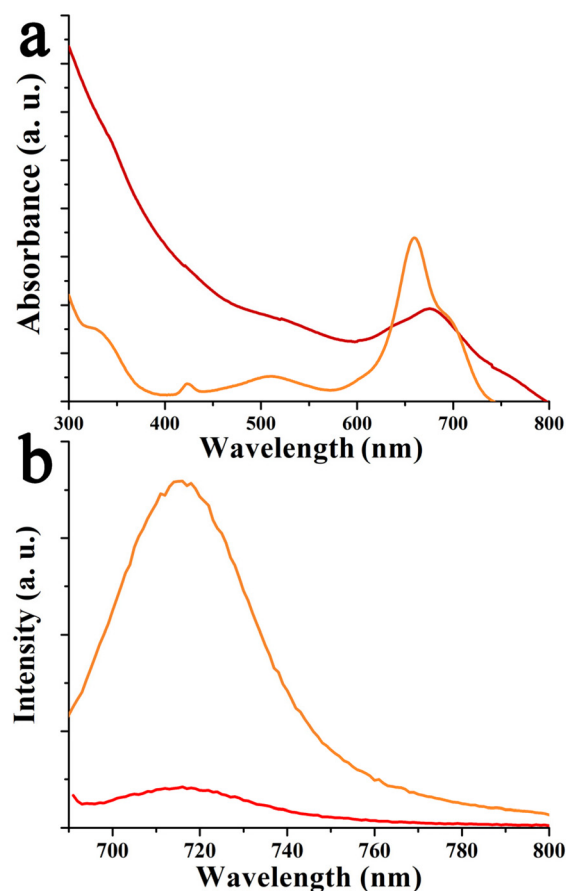 a
Absorbance (a. u.)
300 400 500 600 700 800
Wavelength (nm)
b
Intensity (a. u.)
700 720 740 760 780 800
Wavelength (nm)